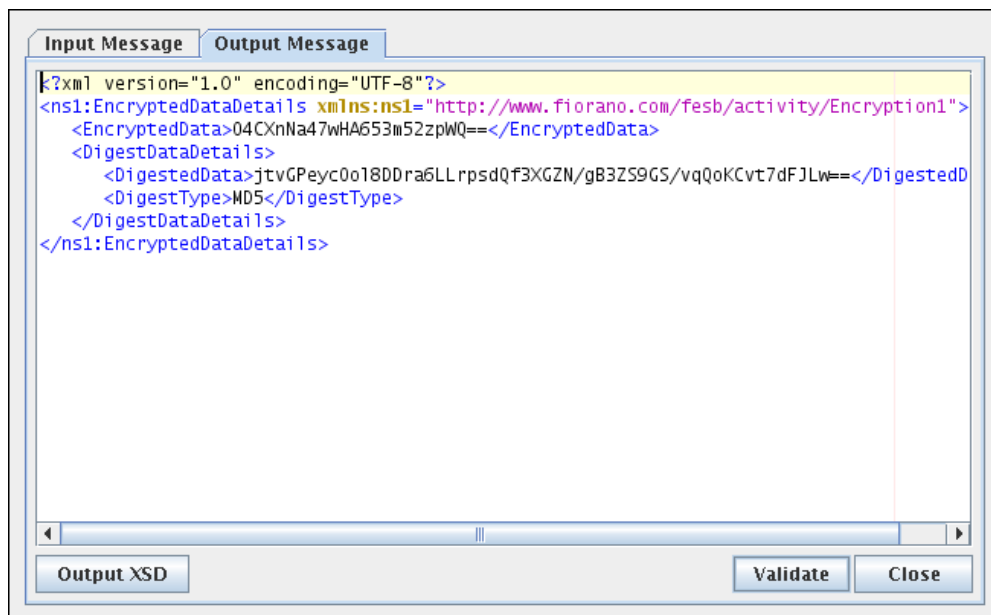 Input Message
Output Message
<?xml version="1.0" encoding="UTF-8"?>
<ns1:EncryptedDataDetails xmlns:ns1="http://www.fiorano.com/fesb/activity/Encryption1">
<EncryptedData>04CXnNa47wHA653m52zpWQ==</EncryptedData>
<DigestDataDetails>
<DigestedData>jtvGPeyc0ol8DDra6LLrpsdQf3XGZN/gB3ZS9GS/vqQoKCvt7dFJLw==</DigestedD
<DigestType>MD5</DigestType>
</DigestDataDetails>
</ns1:EncryptedDataDetails>
Output XSD
Validate
Close